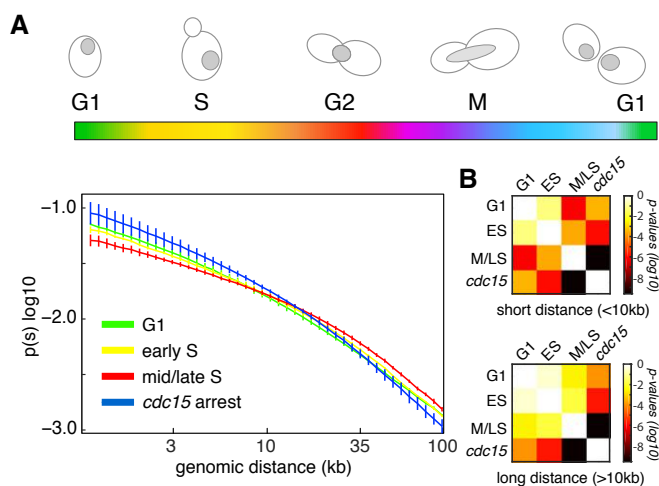 A
G1 S G2 M G1
p(s) log10
−1.0
−2.0
−3.0
G1
early S
mid/late S
cdc15 arrest
3 10 35 100
genomic distance (kb)
B
G1 ES M/LS cdc15
G1
ES
M/LS
cdc15
0
−2
−4
−6
−8
p-values (log10)
short distance (<10kb)
G1 ES M/LS cdc15
G1
ES
M/LS
cdc15
0
−2
−4
−6
−8
p-values (log10)
long distance (>10kb)